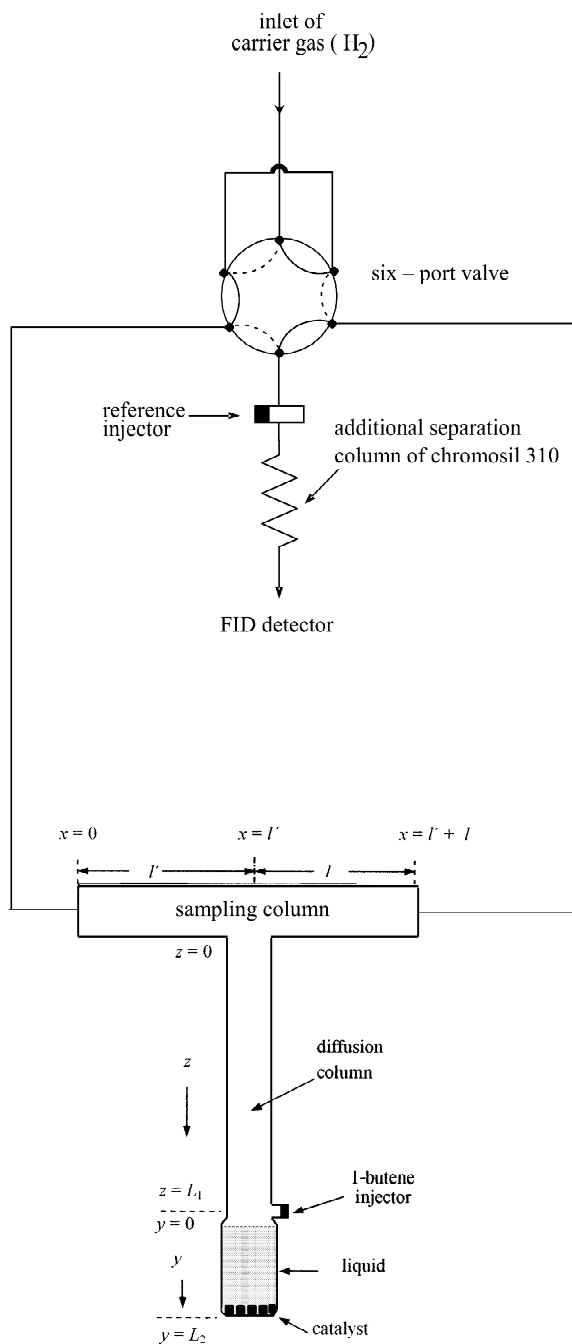 inlet of
carrier gas ( H2 )
six – port valve
reference
injector
additional separation
column of chromosil 310
FID detector
x = 0
x = l´
x = l´ + l
l´
l
sampling column
z = 0
z
diffusion
column
1-butene
injector
z = L1
y = 0
y
liquid
catalyst
y = L2